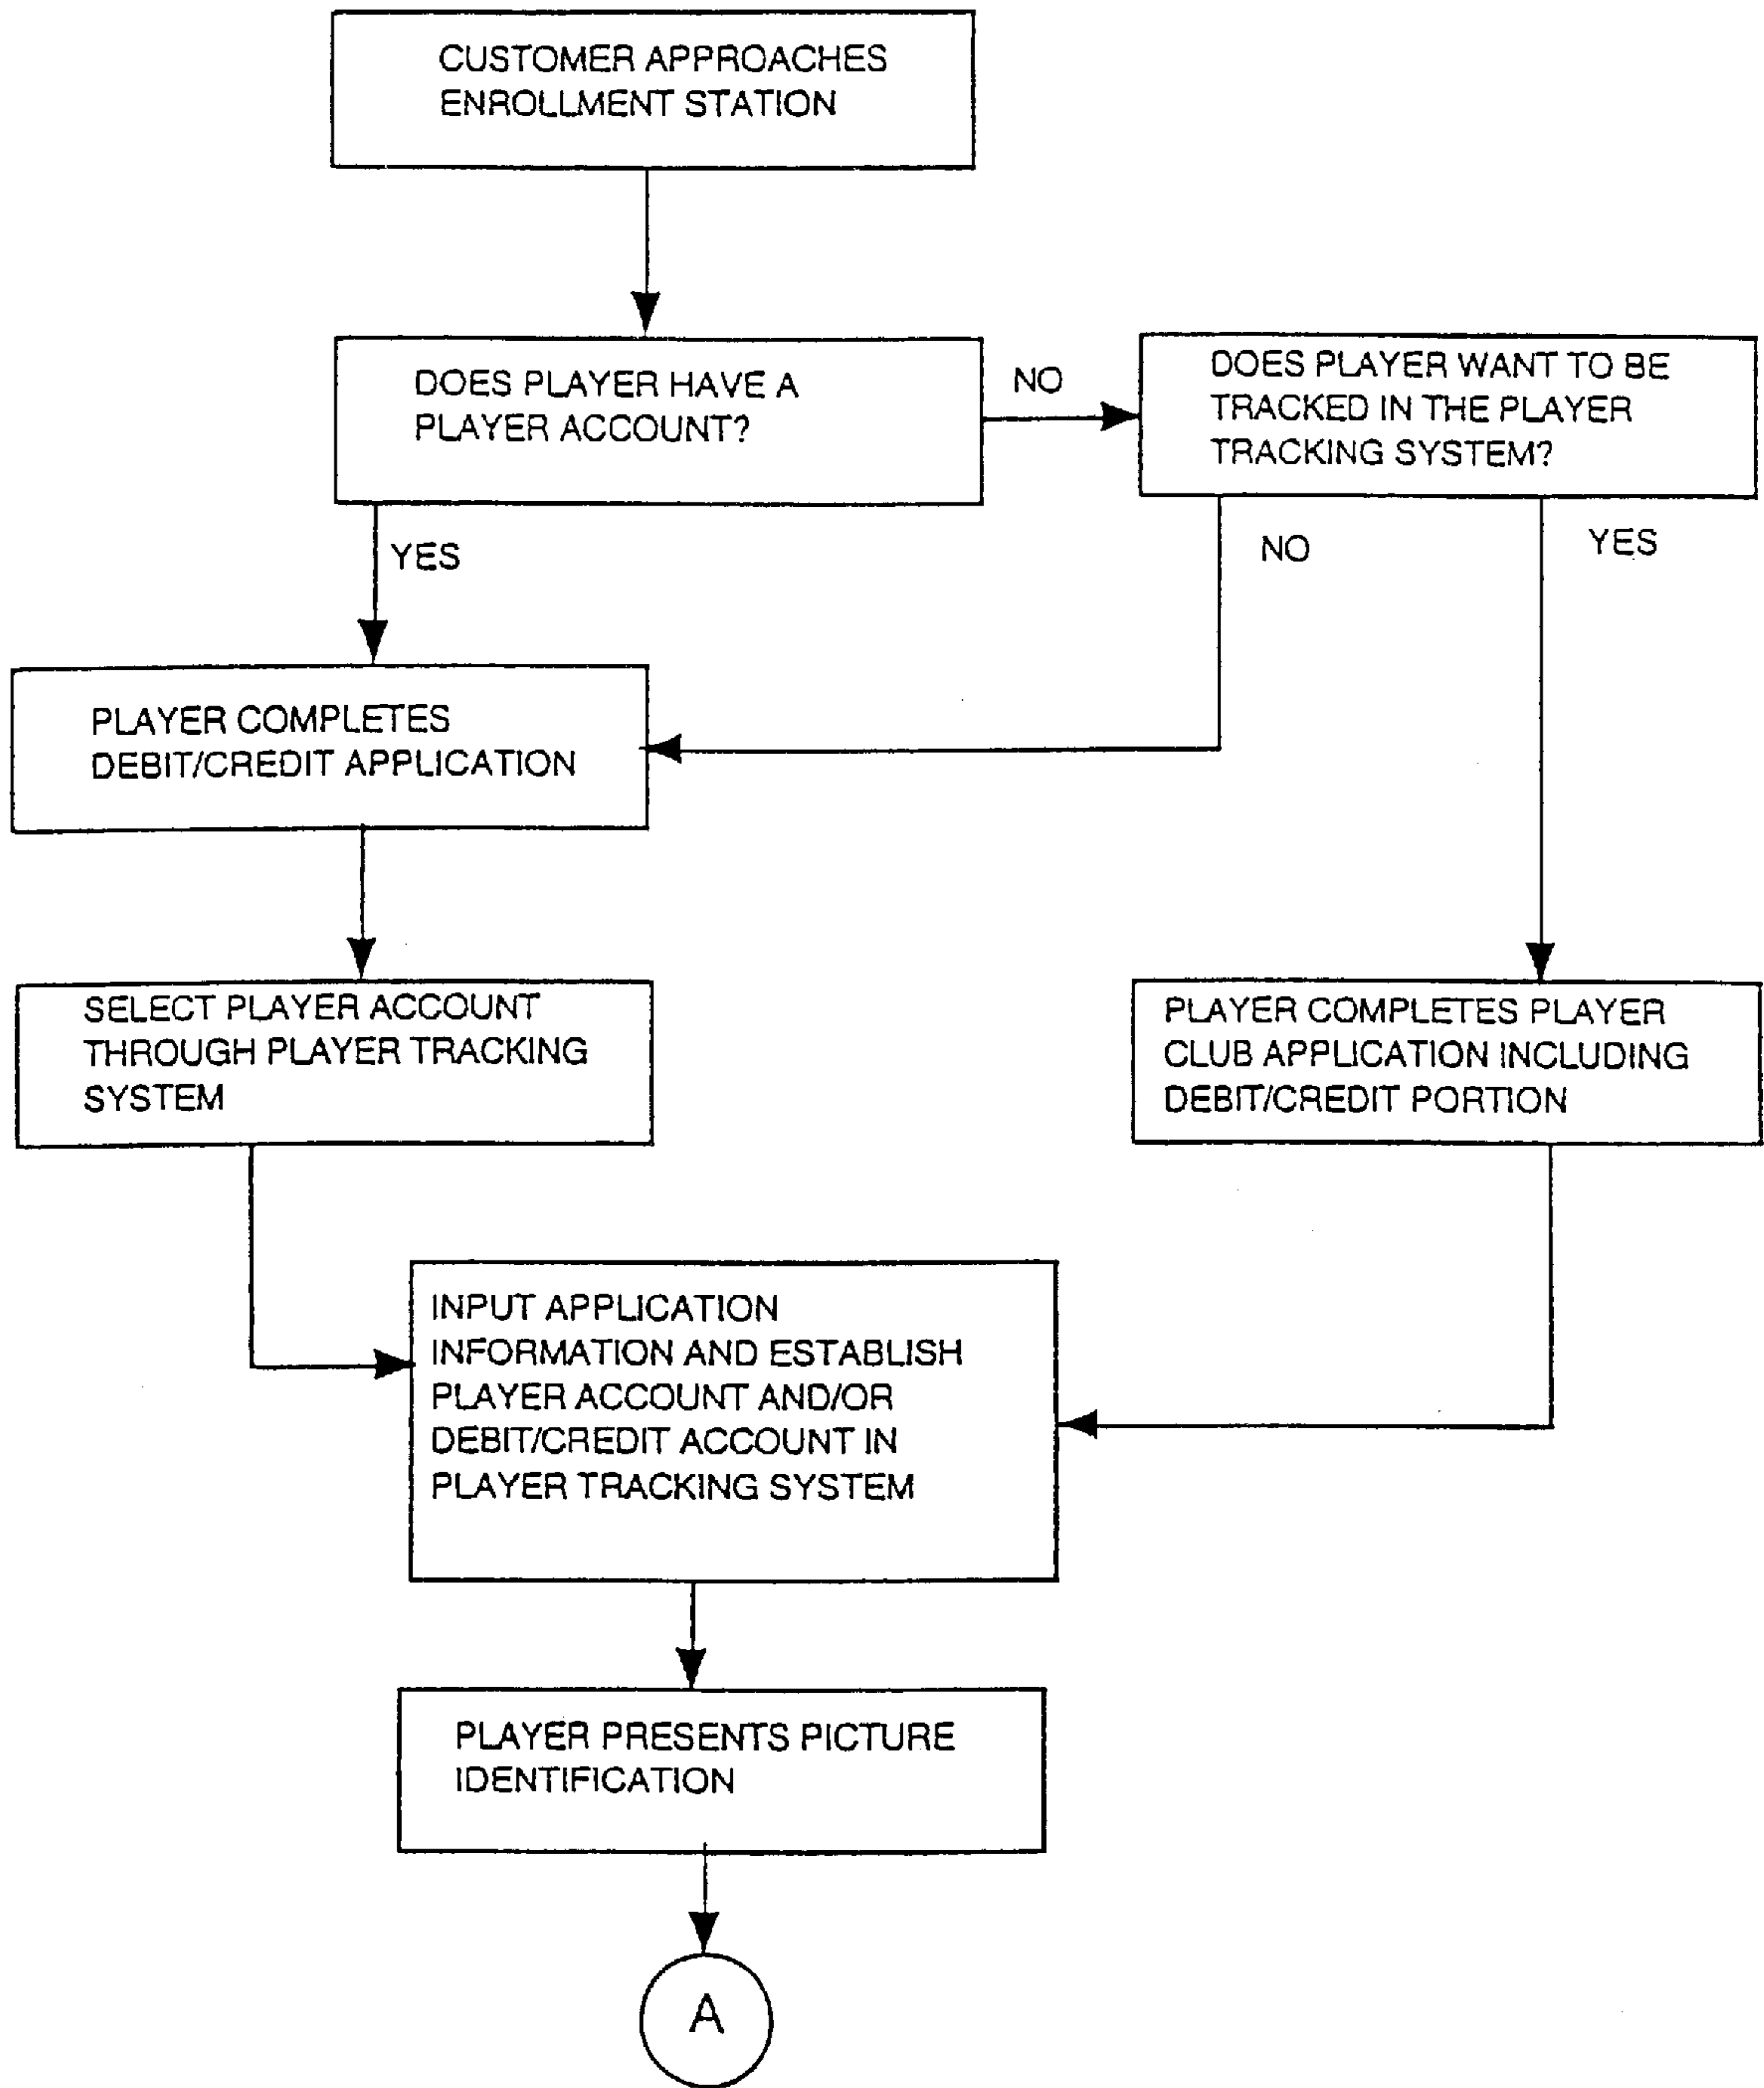 CUSTOMER APPROACHES
ENROLLMENT STATION
DOES PLAYER HAVE A
PLAYER ACCOUNT?
NO
DOES PLAYER WANT TO BE
TRACKED IN THE PLAYER
TRACKING SYSTEM?
YES
NO
YES
PLAYER COMPLETES
DEBIT/CREDIT APPLICATION
SELECT PLAYER ACCOUNT
THROUGH PLAYER TRACKING
SYSTEM
PLAYER COMPLETES PLAYER
CLUB APPLICATION INCLUDING
DEBIT/CREDIT PORTION
INPUT APPLICATION
INFORMATION AND ESTABLISH
PLAYER ACCOUNT AND/OR
DEBIT/CREDIT ACCOUNT IN
PLAYER TRACKING SYSTEM
PLAYER PRESENTS PICTURE
IDENTIFICATION
A